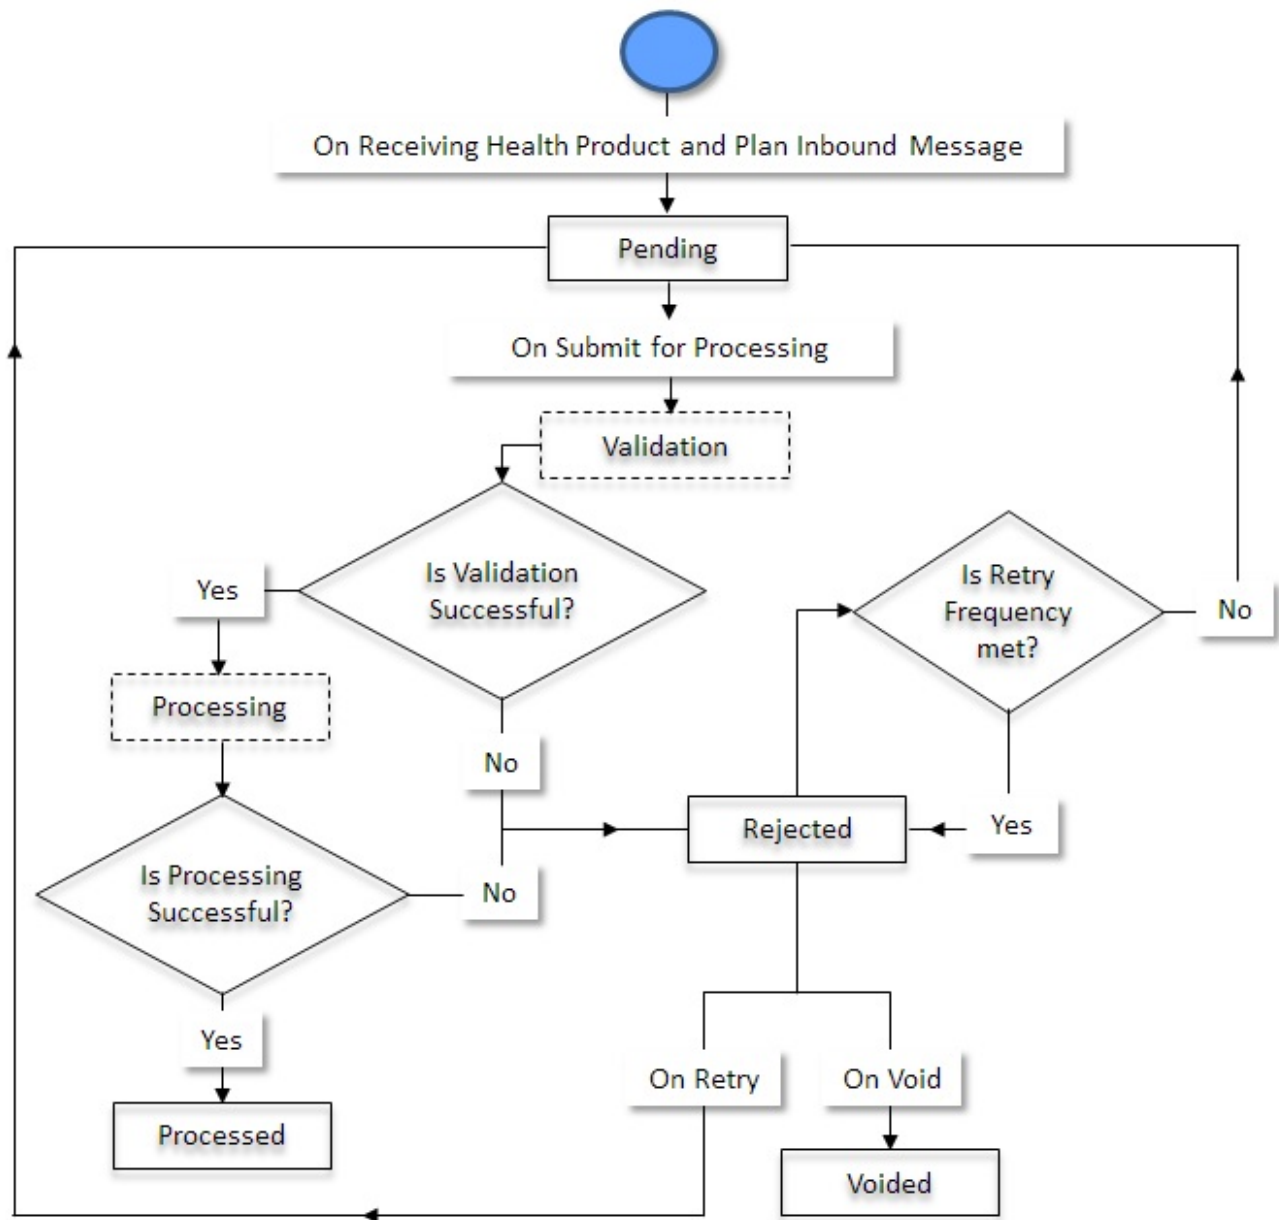 On Receiving Health Product and Plan Inbound Message
Pending
On Submit for Processing
Validation
Is Validation
Successful?
Yes
Is Retry
Frequency
met?
No
Processing
No
Rejected
Yes
Is Processing
Successful?
No
Yes
On Retry
On Void
Processed
Voided